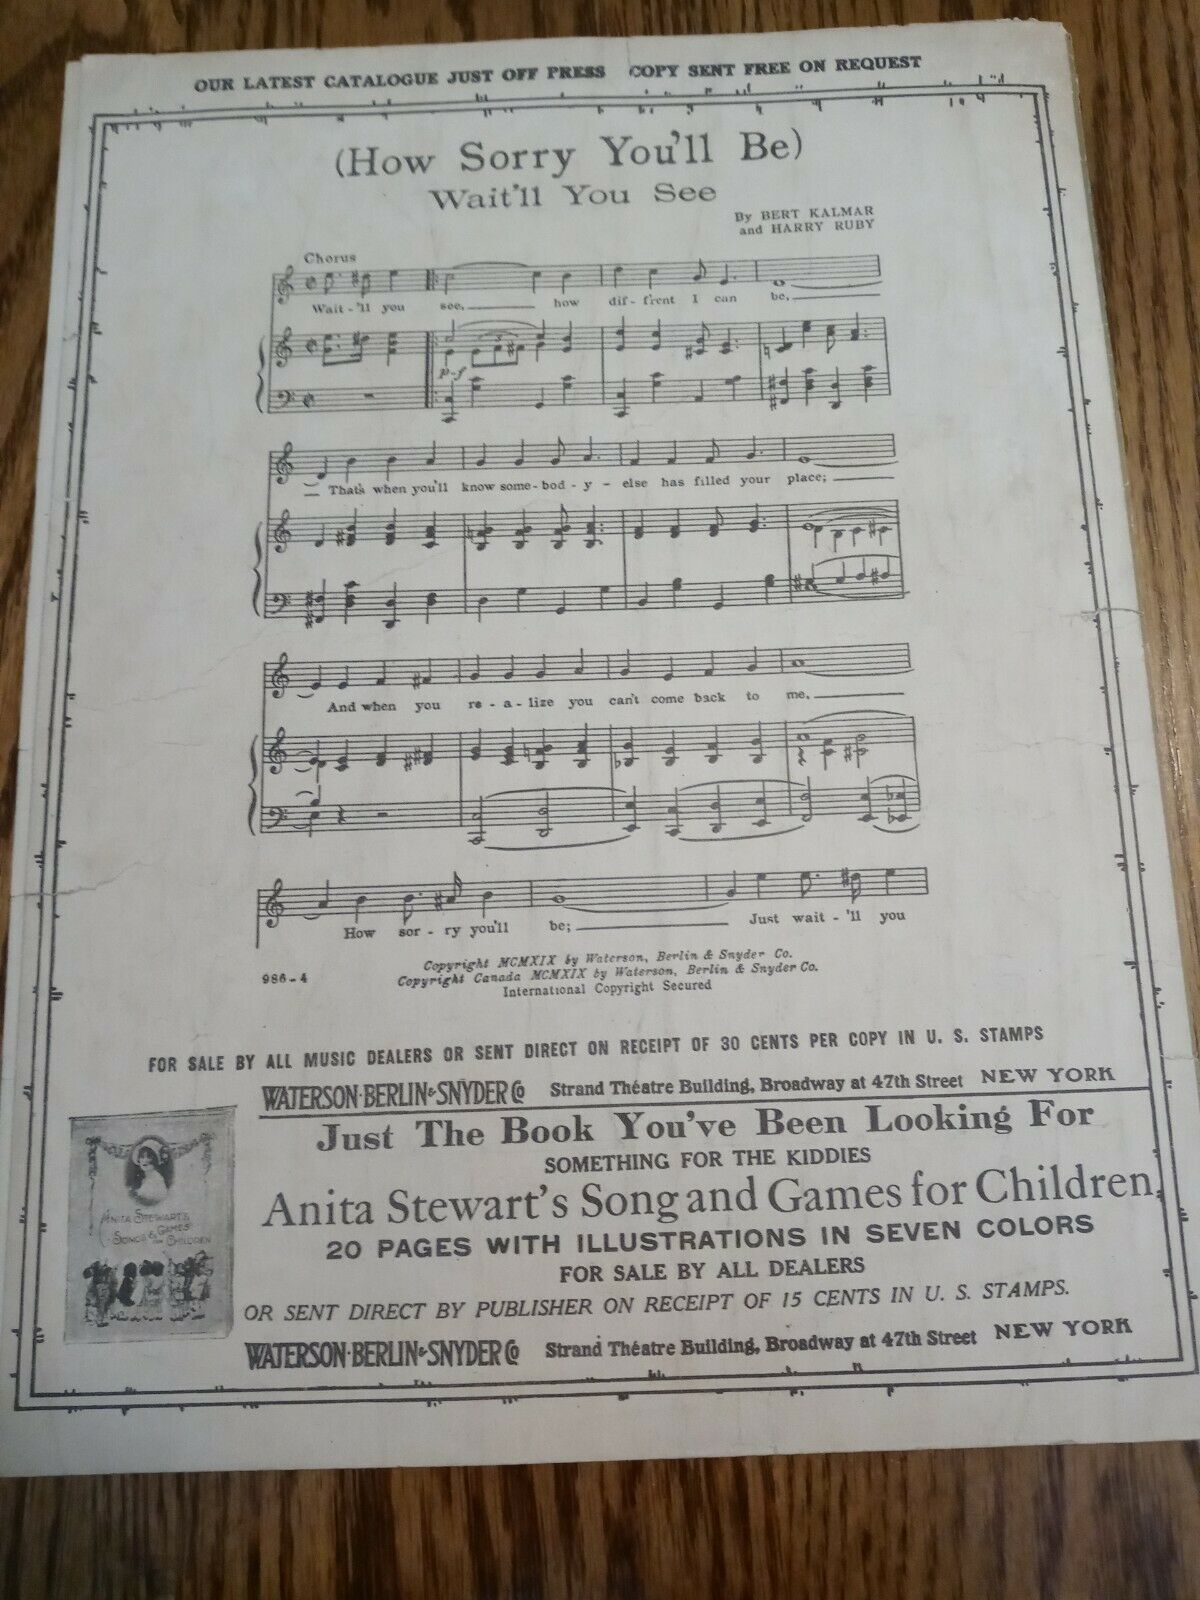 OUR LATEST CATALOGUE JUST OFF PRESS COPY SENT FREE ON REQUEST
(How Sorry You'll Be)
Wait'll You See
By BERT KALMAR
and HARRY RUBY
Chorus
Wait-'ll you see, how dif-f'rent I can be,
p-f
That's when you'll know some-bod-y-else has filled your place;
And when you re-a-lize you can't come back to me,
How sor-ry you'll be; Just wait-'ll you
986-4
Copyright MCMXIX by Waterson, Berlin & Snyder Co.
Copyright Canada MCMXIX by Waterson, Berlin & Snyder Co.
International Copyright Secured
FOR SALE BY ALL MUSIC DEALERS OR SENT DIRECT ON RECEIPT OF 30 CENTS PER COPY IN U. S. STAMPS
WATERSON·BERLIN & SNYDER Co Strand Théatre Building, Broadway at 47th Street NEW YORK
Just The Book You've Been Looking For
SOMETHING FOR THE KIDDIES
Anita Stewart's Song and Games for Children
20 PAGES WITH ILLUSTRATIONS IN SEVEN COLORS
FOR SALE BY ALL DEALERS
OR SENT DIRECT BY PUBLISHER ON RECEIPT OF 15 CENTS IN U. S. STAMPS.
WATERSON·BERLIN & SNYDER Co Strand Théatre Building, Broadway at 47th Street NEW YORK
ANITA STEWART'S
SONGS & GAMES
FOR CHILDREN